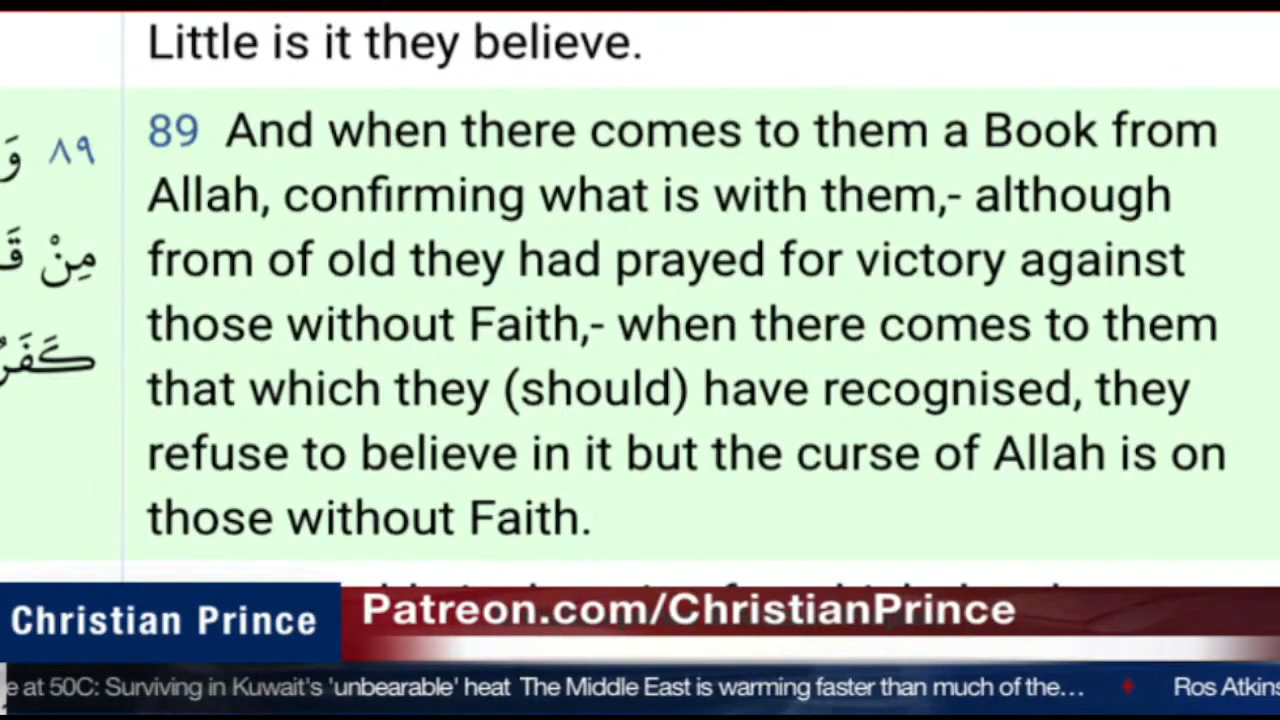 Little is it they believe.
89 And when there comes to them a Book from
٨٩ وَ
Allah, confirming what is with them,- although
from of old they had prayed for victory against
مِنْ قَ
those without Faith,- when there comes to them
كَفَرُ
that which they (should) have recognised, they
refuse to believe in it but the curse of Allah is on
those without Faith.
Christian Prince
Patreon.com/ChristianPrince
e at 50C: Surviving in Kuwait's 'unbearable' heat The Middle East is warming faster than much of the... Ros Atkins